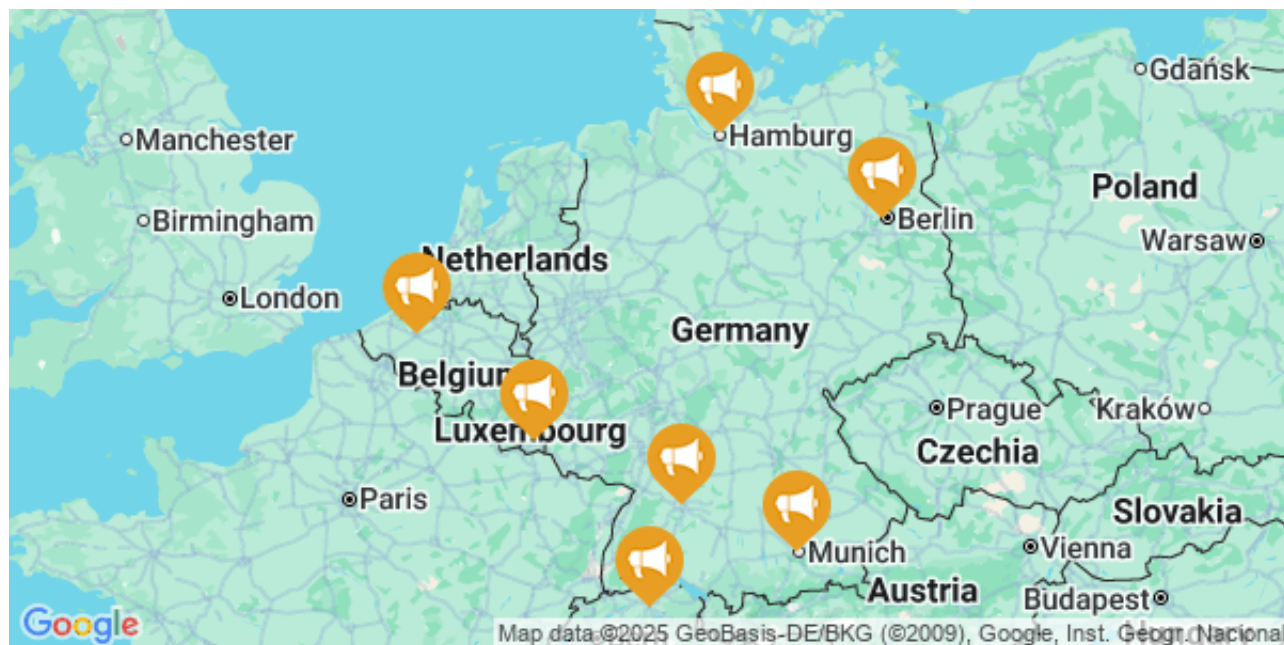 Gdańsk
Manchester
Hamburg
Poland
Birmingham
Berlin
Warsaw
Netherlands
London
Germany
Belgium
Prague
Kraków
Luxembourg
Czechia
Paris
Slovakia
Munich
Vienna
Austria
Budapest
Google
Map data ©2025 GeoBasis-DE/BKG (©2009), Google, Inst. Geogr. Nacional